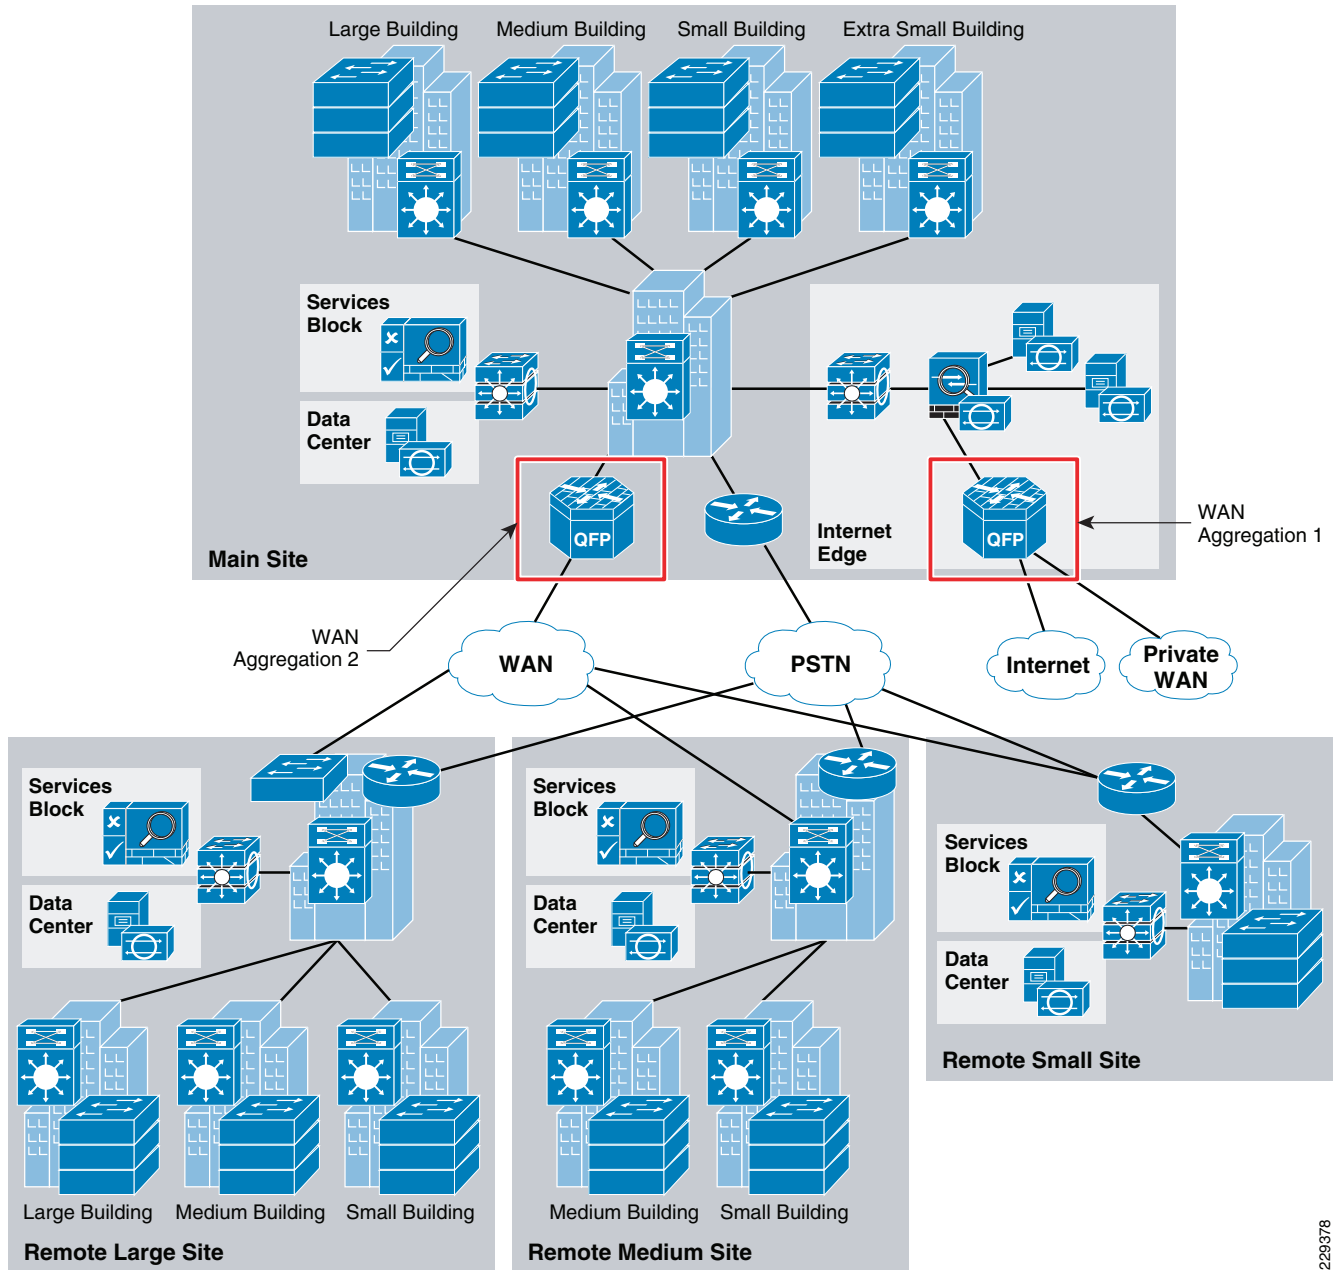 Large Building
Medium Building
Small Building
Extra Small Building
Services
Block
Data
Center
QFP
Internet
Edge
QFP
WAN
Aggregation 1
Main Site
WAN
Aggregation 2
WAN
PSTN
Internet
Private
WAN
Services
Block
Data
Center
Large Building
Medium Building
Small Building
Remote Large Site
Services
Block
Data
Center
Medium Building
Small Building
Remote Medium Site
Services
Block
Data
Center
Remote Small Site
229378